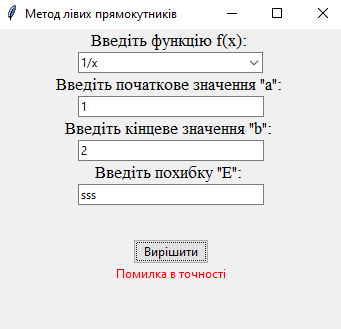 Метод лівих прямокутників
Введіть функцію f(x):
1/x
Введіть початкове значення "a":
1
Введіть кінцеве значення "b":
2
Введіть похибку "E":
sss
Вирішити
Помилка в точності